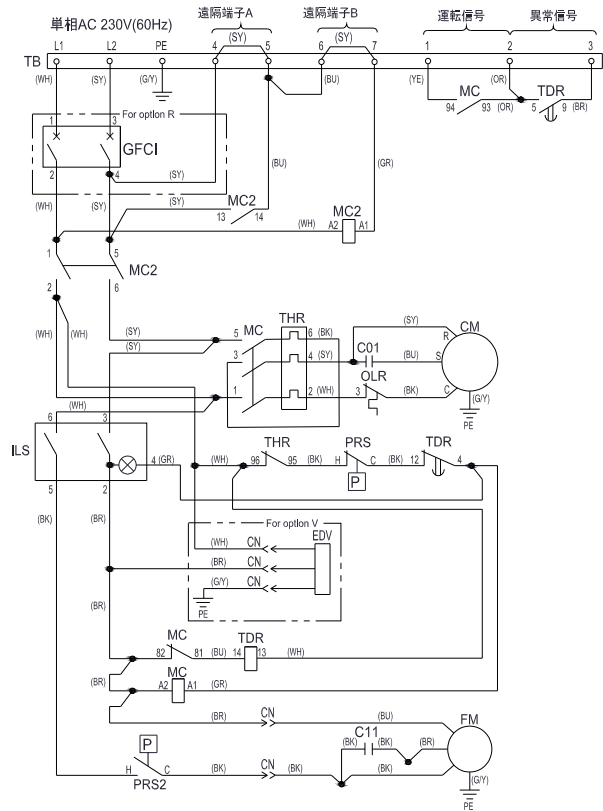 遠隔端子A 遠隔端子B 運転信号 異常信号
単相AC 230V(60Hz) (SY) (SY)
L1 L2 PE 4 5 6 7 1 2 3
TB
(WH) (SY) (G/Y) (BU) (YE) (OR)
MC TDR
94 93 (OR) 5 9 (BR)
For option R
1 3
GFCI
2 4
(SY) (BU) (GR)
(WH) (SY) (SY) MC2
13 14
(WH) MC2
A2 A1
1 5
MC2
2 6
(WH) (WH) (SY)
(SY)
MC THR
5 6 (BK) (SY) CM
R
3 4 (SY) C01 (BU) S
OLR
1 2 (WH) 3 (BK) C
(G/Y)
PE
(WH)
6 3
ILS
4 (GR)
5 2
THR PRS TDR
(WH) 96 95 (BK) H C (BK) 12 4
P
(BK) (BR)
For option V
EDV
(WH) CN
(BR) CN
(G/Y) CN
PE
(BR)
MC TDR
82 81 (BU) 14 13 (WH)
MC
(BR) A2 A1 (GR)
(BR) CN (BU) FM
P C11
(BK) (BK) (BR)
H C (BK) CN (BK) (BK)
PRS2
(G/Y)
PE